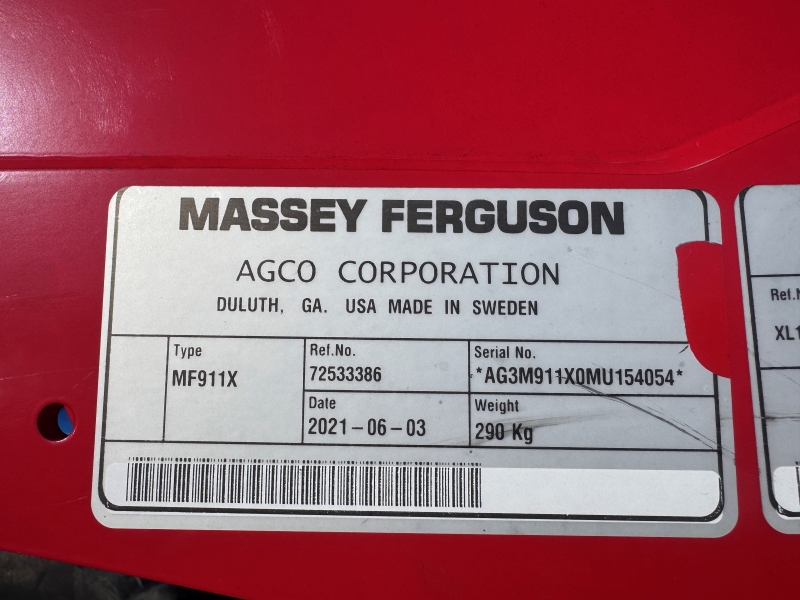 MASSEY FERGUSON
AGCO CORPORATION
DULUTH, GA. USA MADE IN SWEDEN
Type
MF911X
Ref.No.
72533386
Serial No.
*AG3M911X0MU154054*
Date
2021-06-03
Weight
290 Kg